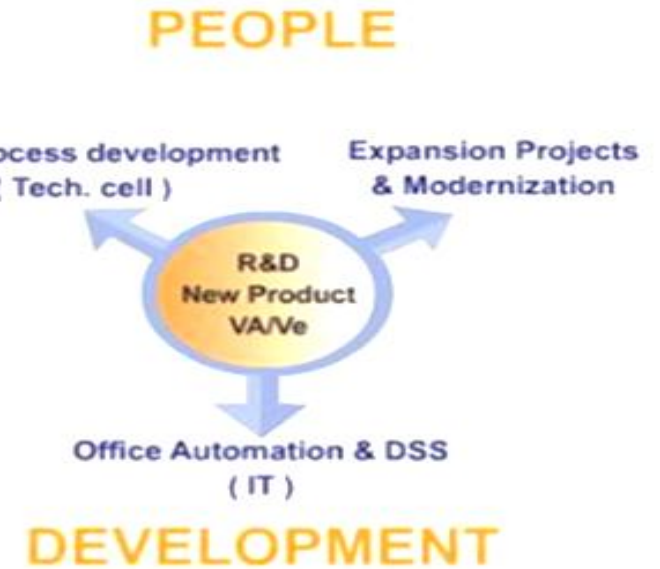 PEOPLE
ocess development
( Tech. cell )
Expansion Projects
& Modernization
R&D
New Product
VA/Ve
Office Automation & DSS
( IT )
DEVELOPMENT